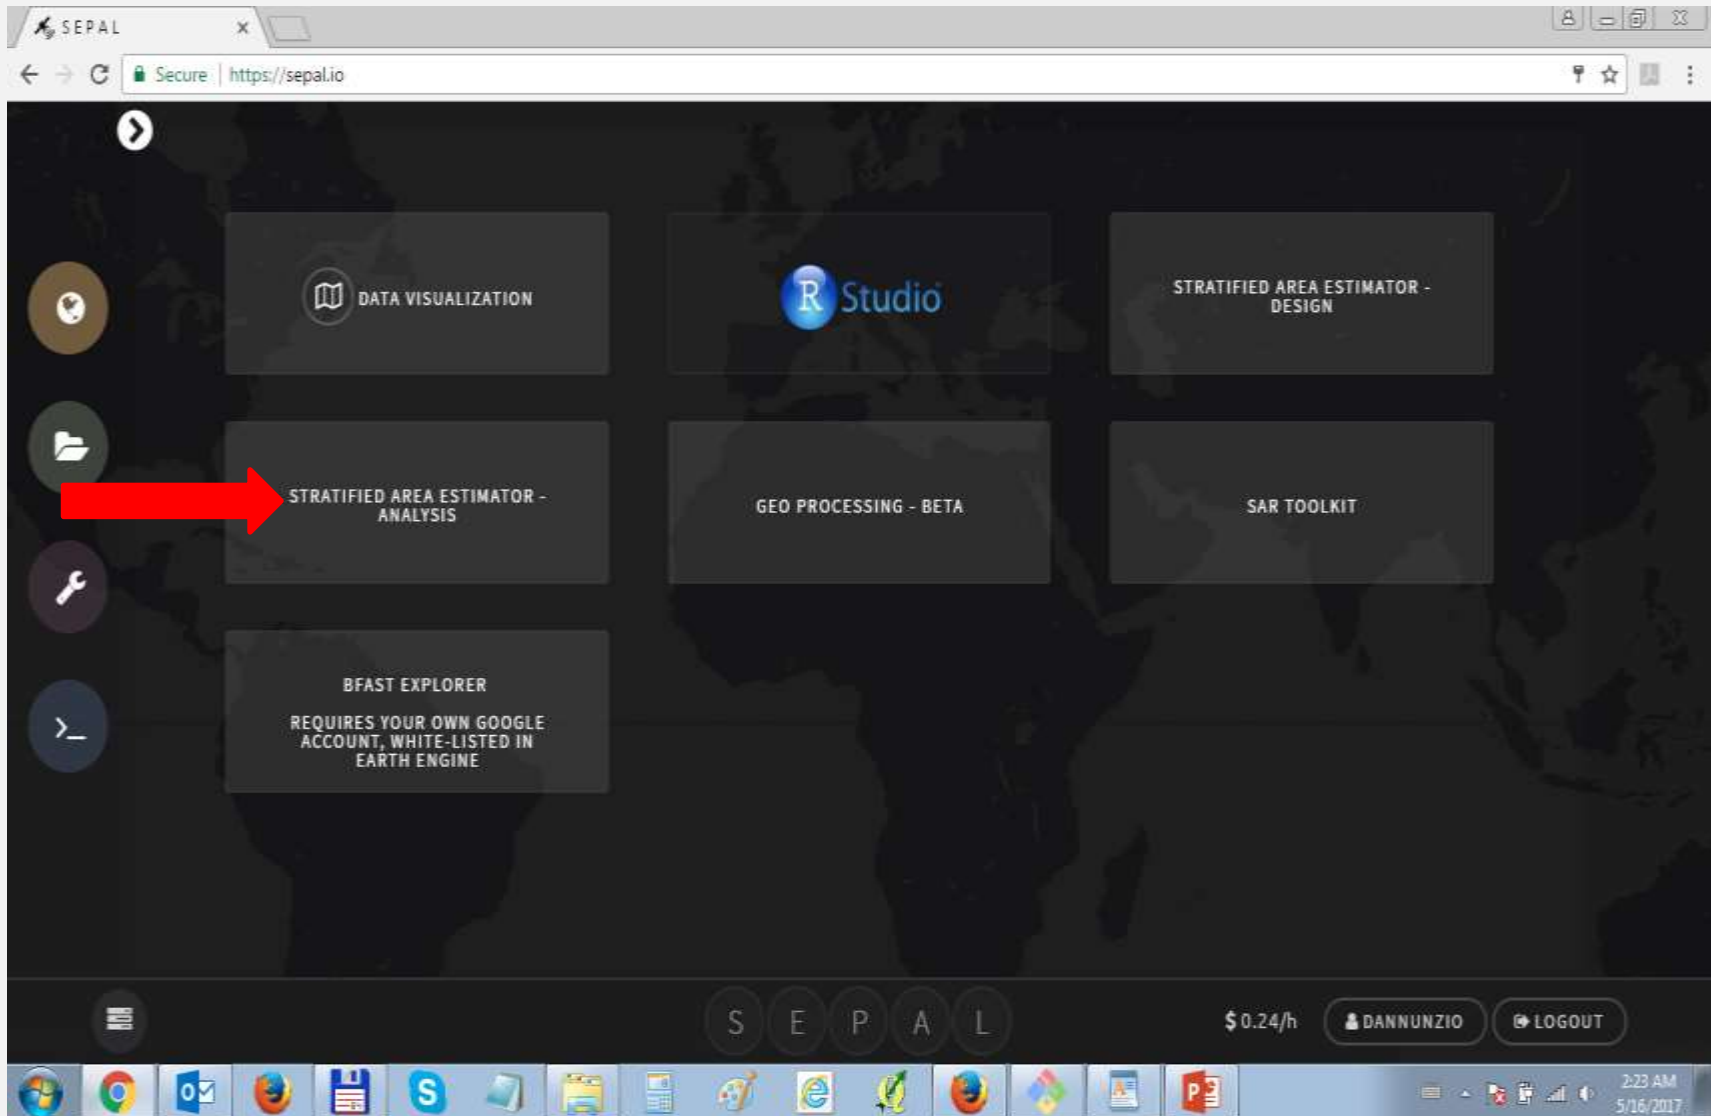 SEPAL
Secure | https://sepal.io
DATA VISUALIZATION
R Studio
STRATIFIED AREA ESTIMATOR -
DESIGN
STRATIFIED AREA ESTIMATOR -
ANALYSIS
GEO PROCESSING - BETA
SAR TOOLKIT
BFAST EXPLORER
REQUIRES YOUR OWN GOOGLE
ACCOUNT, WHITE-LISTED IN
EARTH ENGINE
>_
S E P A L
$ 0.24/h
DANNUNZIO
LOGOUT
2:23 AM
5/16/2017